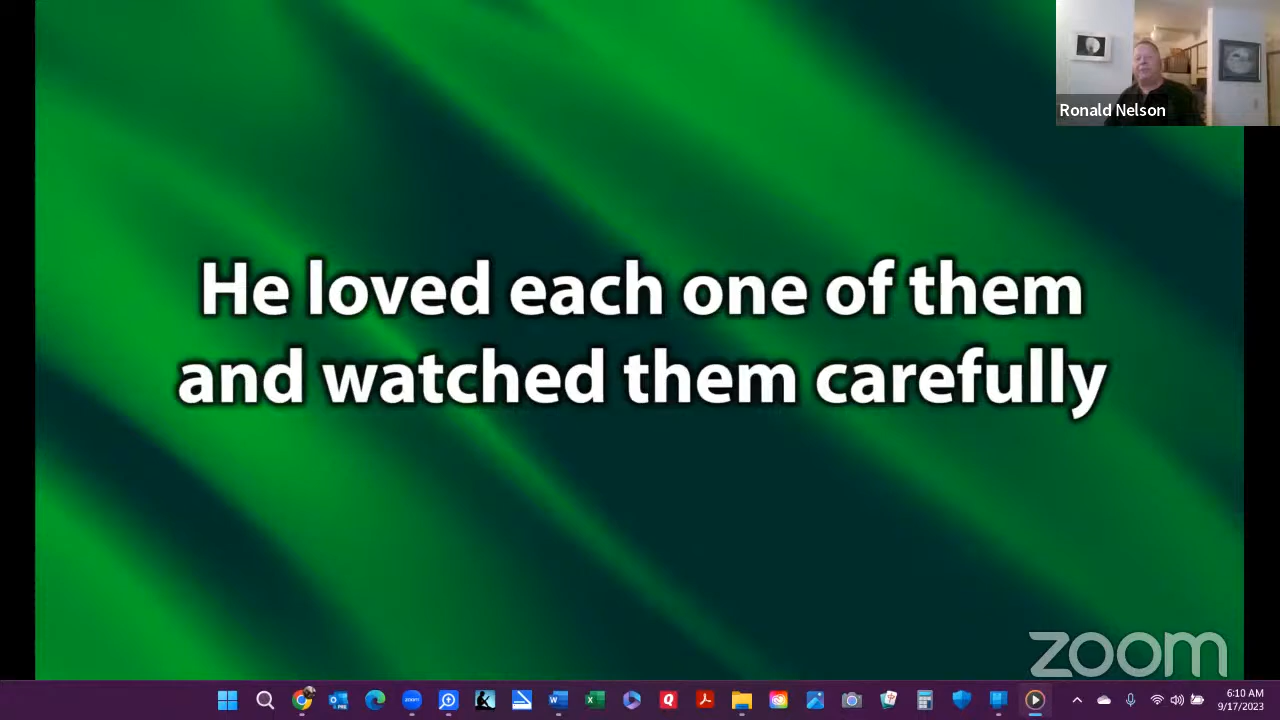 Ronald Nelson
He loved each one of them
and watched them carefully
zoom
6:10 AM
9/17/2023